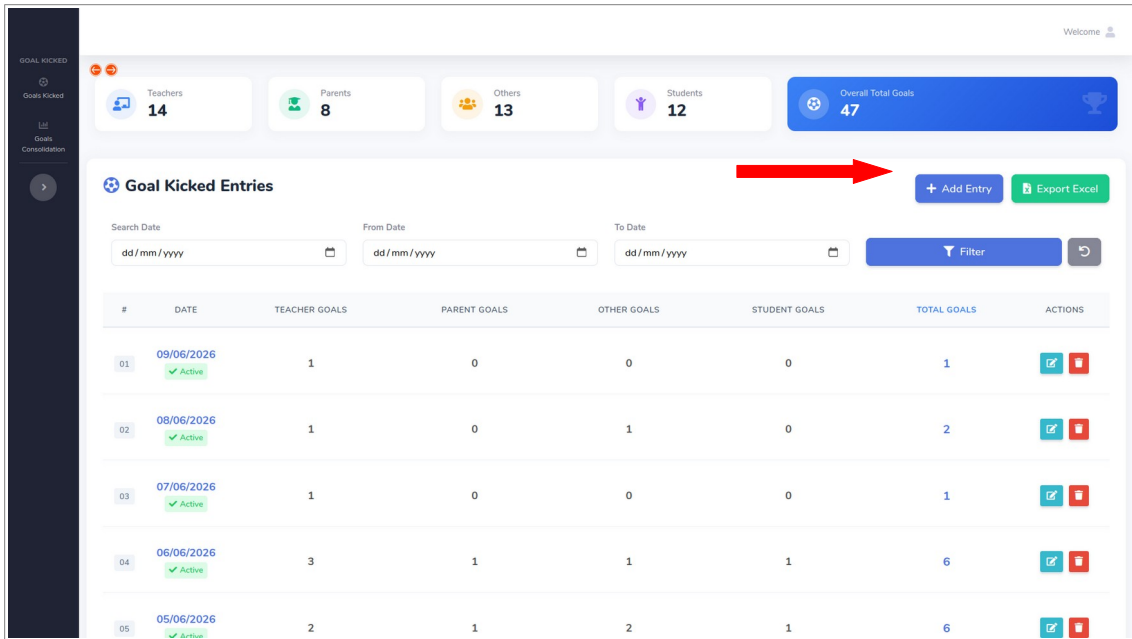 Welcome
GOAL KICKED
Goals Kicked
Goals
Consolidation
Teachers
14
Parents
8
Others
13
Students
12
Overall Total Goals
47
Goal Kicked Entries
+ Add Entry
Export Excel
Search Date
From Date
To Date
dd/mm/yyyy
dd/mm/yyyy
dd/mm/yyyy
Filter
# DATE TEACHER GOALS PARENT GOALS OTHER GOALS STUDENT GOALS TOTAL GOALS ACTIONS
01 09/06/2026 1 0 0 0 1
Active
02 08/06/2026 1 0 1 0 2
Active
03 07/06/2026 1 0 0 0 1
Active
04 06/06/2026 3 1 1 1 6
Active
05 05/06/2026 2 1 2 1 6
Active